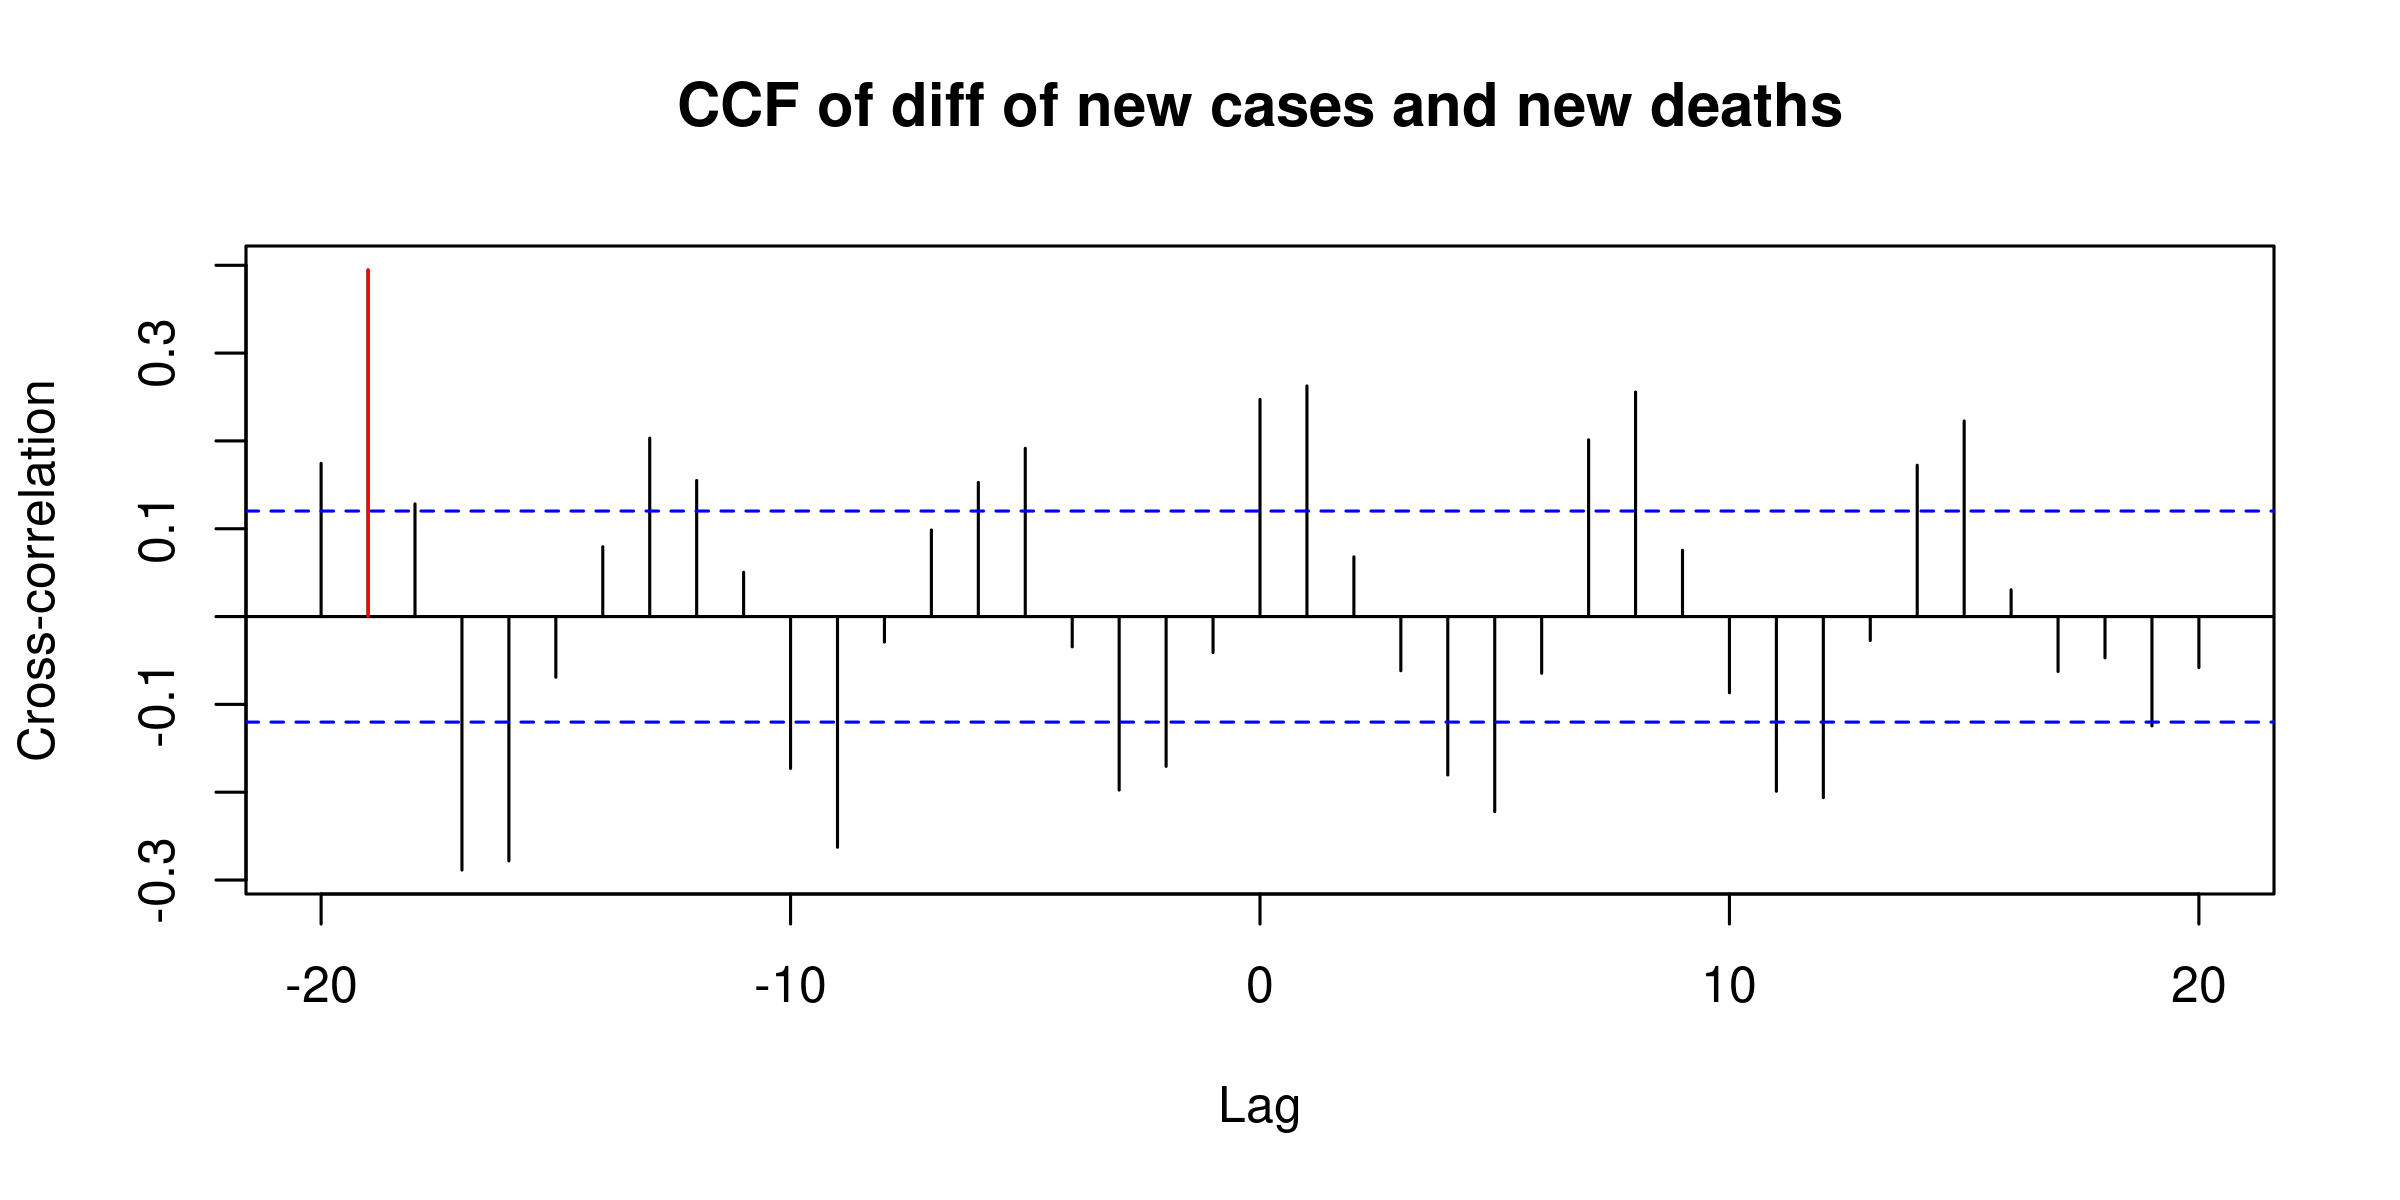 CCF of diff of new cases and new deaths
Cross-correlation
0.3
0.1
-0.1
-0.3
-20 -10 0 10 20
Lag